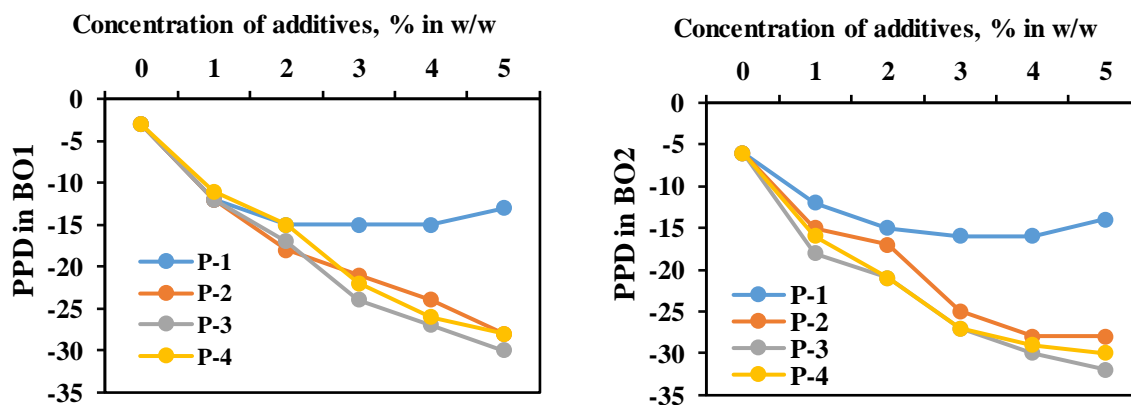 Concentration of additives, % in w/w
0 1 2 3 4 5
0
-5
-10
-15
-20
-25
-30
-35
PPD in BO1
P-1
P-2
P-3
P-4
Concentration of additives, % in w/w
0 1 2 3 4 5
0
-5
-10
-15
-20
-25
-30
-35
PPD in BO2
P-1
P-2
P-3
P-4